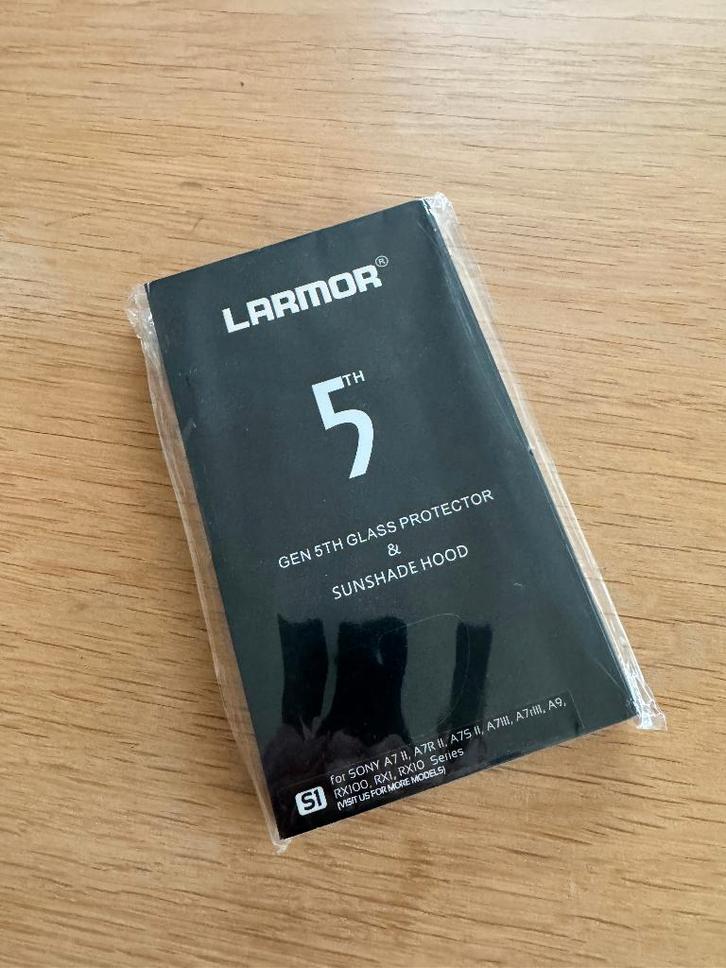 LARMOR®
5TH
GEN 5TH GLASS PROTECTOR
&
SUNSHADE HOOD
for SONY A7 II, A7R II, A7S II, A7III, A7rIII, A9,
RX100, RX1, RX10 Series
(VISIT US FOR MORE MODELS)
S1